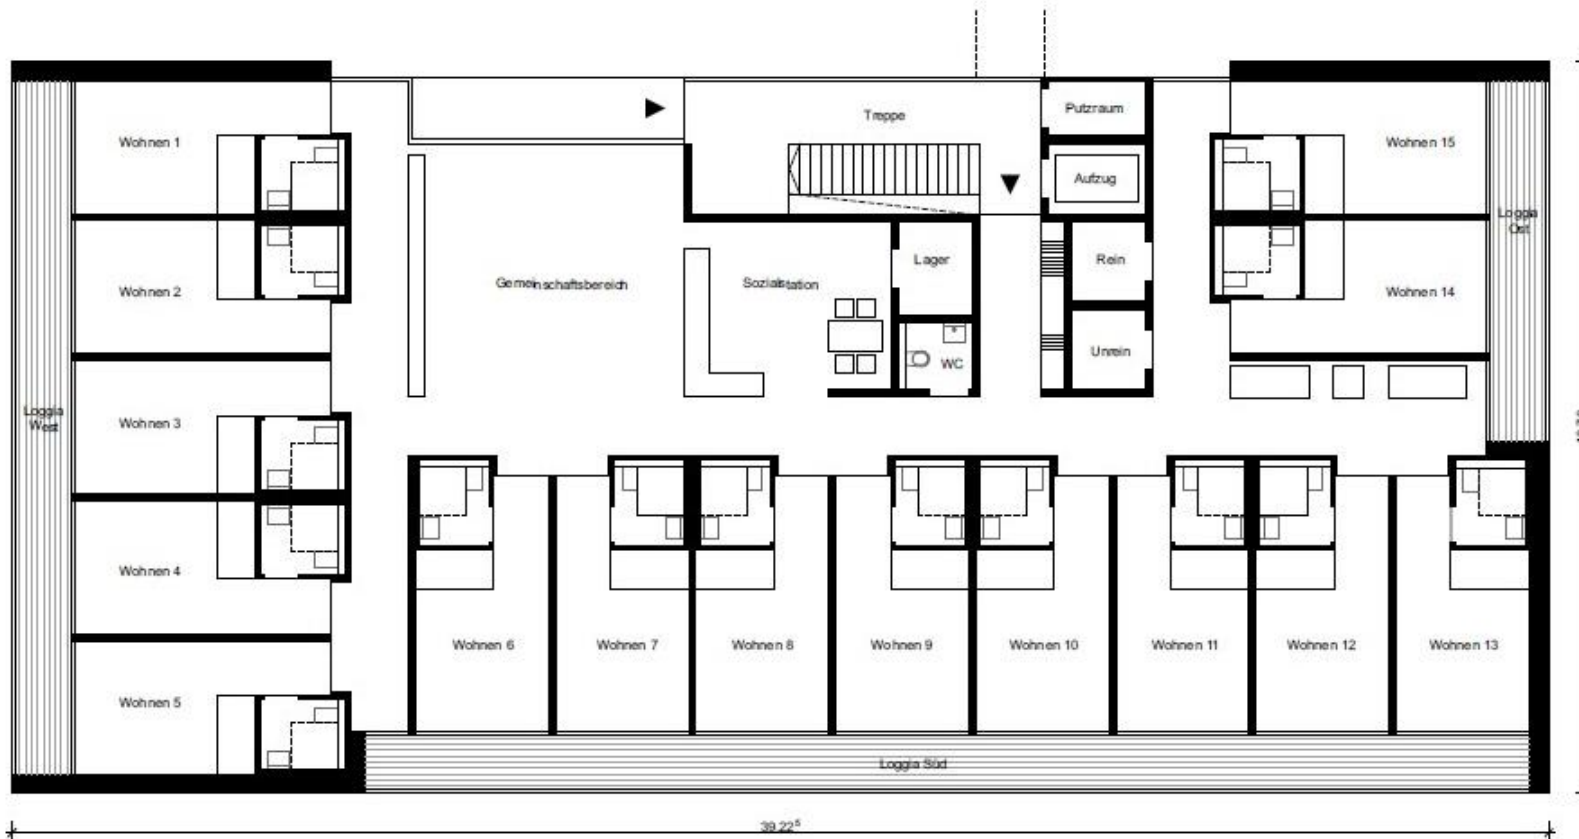 Treppe
Putzraum
Wohnen 1
Wohnen 15
Aufzug
Loggia
Ost
Lager
Rein
Gemeinschaftsbereich
Sozialstation
Wohnen 2
Wohnen 14
Unrein
WC
Loggia
West
Wohnen 3
Wohnen 4
Wohnen 6
Wohnen 7
Wohnen 8
Wohnen 9
Wohnen 10
Wohnen 11
Wohnen 12
Wohnen 13
Wohnen 5
Loggia Süd
39.22⁵